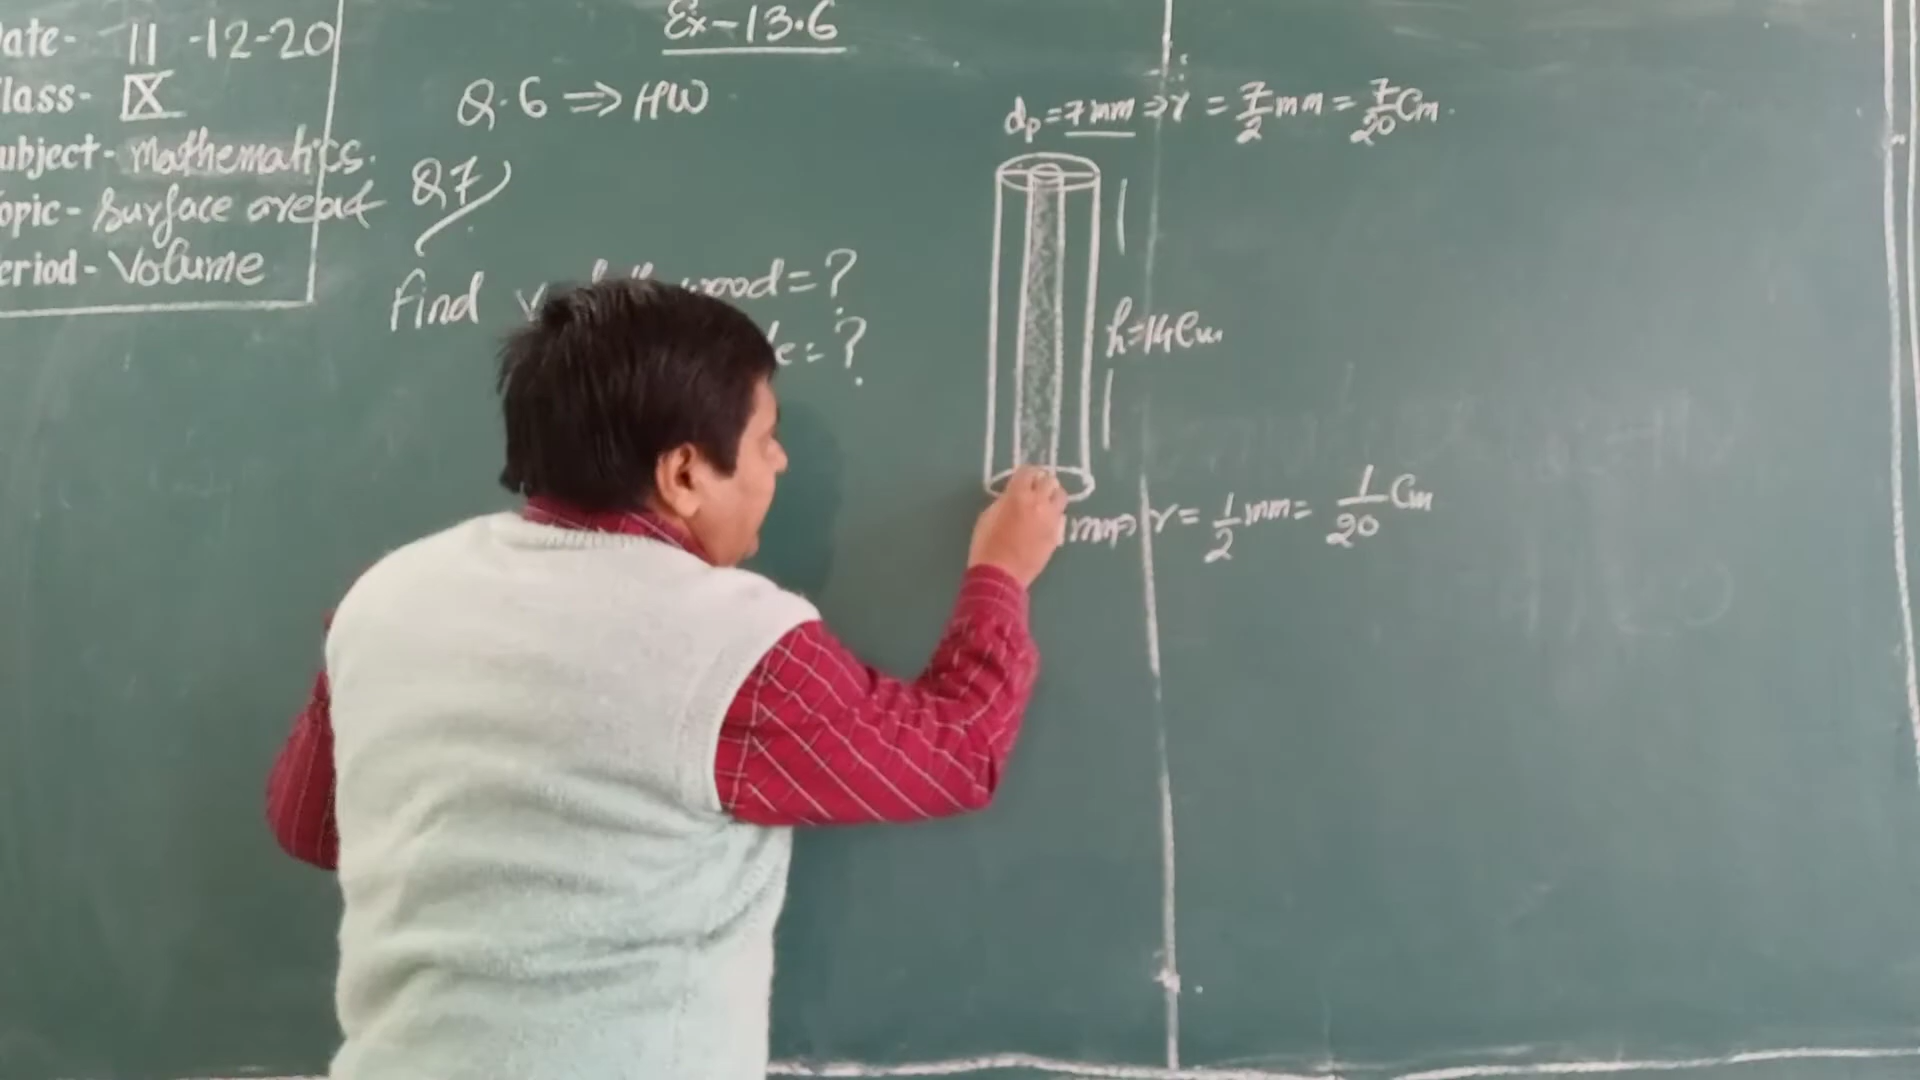 ate- 11 -12-20
lass- IX
ubject- Mathematics.
opic- Surface area &
eriod- Volume
Ex-13.6
Q.6 ⇒ HW
Q7
find wood=?
=?
dp=7mm ⇒ r = 7/2 mm = 7/20 Cm.
h=14Cm
1mm⇒ r = 1/2 mm = 1/20 Cm